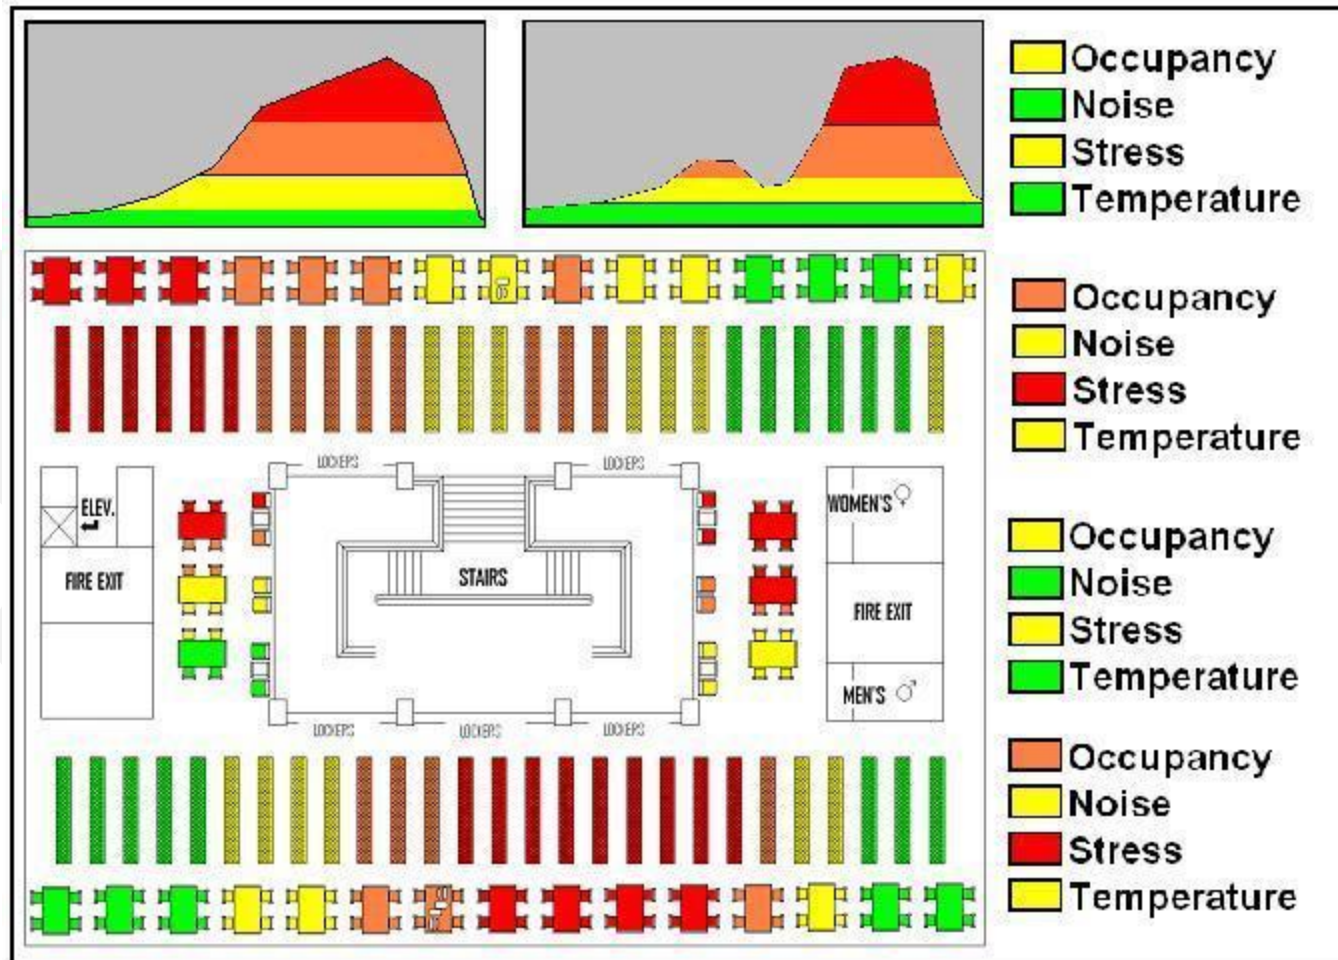 Occupancy
Noise
Stress
Temperature
Occupancy
Noise
Stress
Temperature
LOCKERS
LOCKERS
ELEV.
WOMEN'S
FIRE EXIT
STAIRS
FIRE EXIT
MEN'S
LOCKERS
LOCKERS
LOCKERS
Occupancy
Noise
Stress
Temperature
Occupancy
Noise
Stress
Temperature